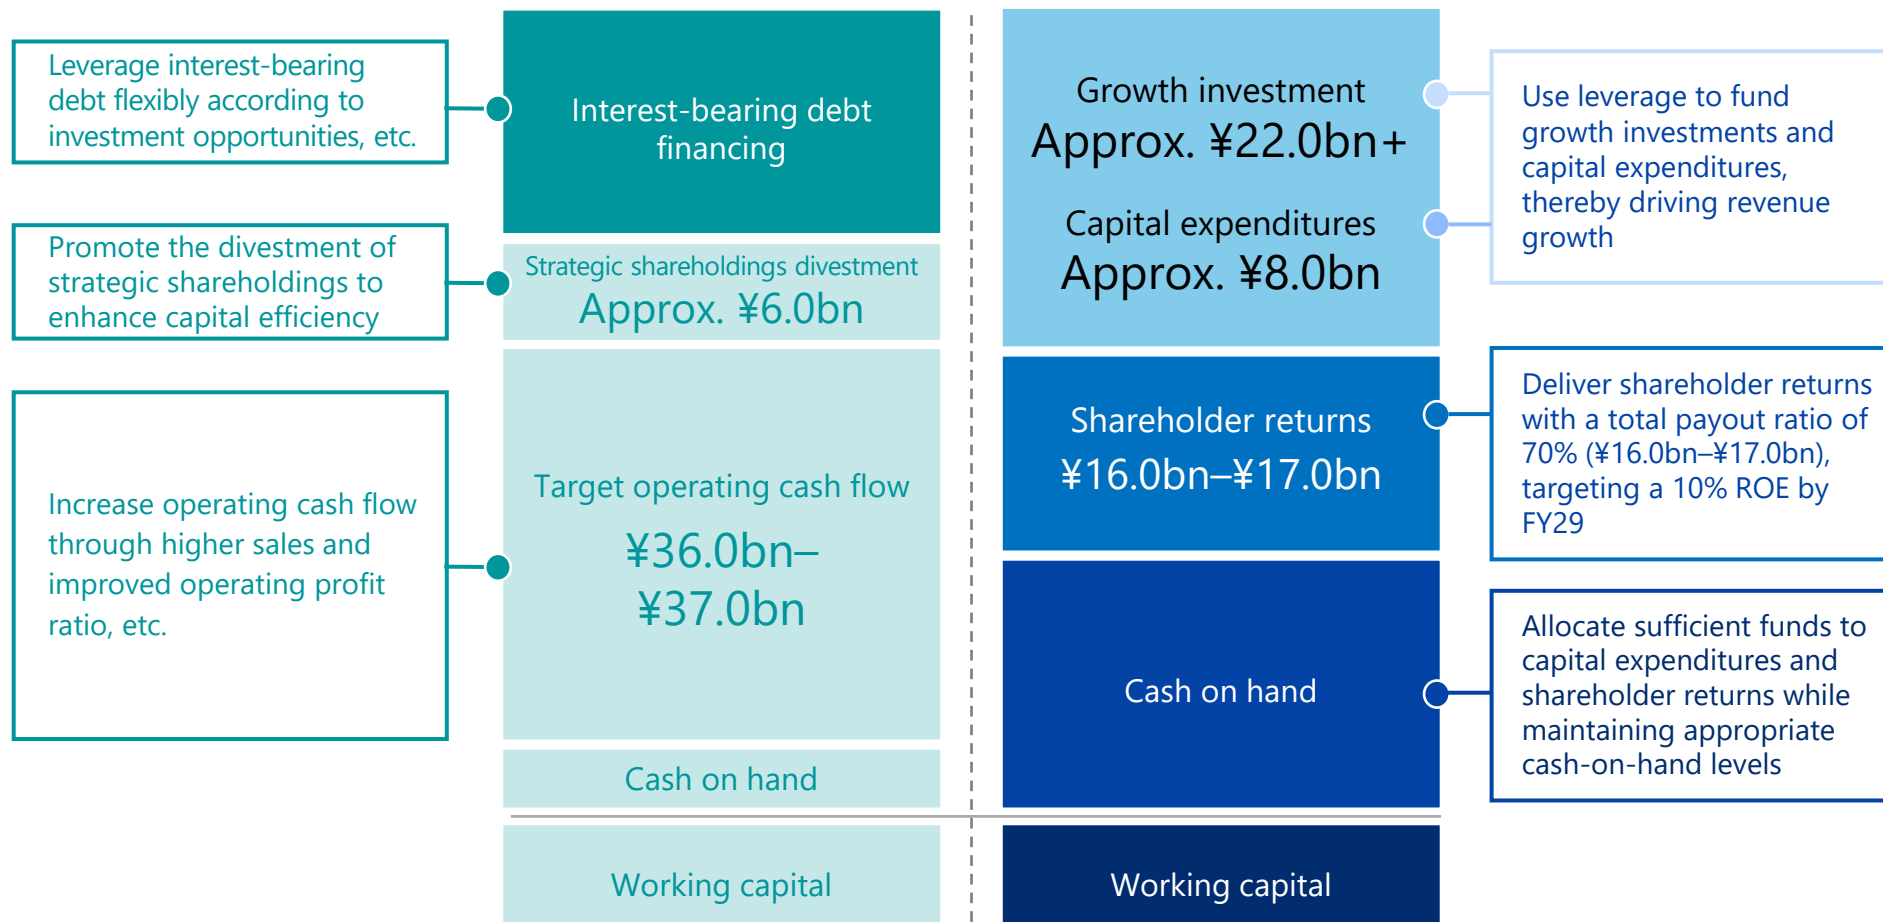 Leverage interest-bearing
debt flexibly according to
investment opportunities, etc.
Promote the divestment of
strategic shareholdings to
enhance capital efficiency
Increase operating cash flow
through higher sales and
improved operating profit
ratio, etc.
Interest-bearing debt
financing
Strategic shareholdings divestment
Approx. ¥6.0bn
Target operating cash flow
¥36.0bn–
¥37.0bn
Cash on hand
Working capital
Growth investment
Approx. ¥22.0bn+
Capital expenditures
Approx. ¥8.0bn
Shareholder returns
¥16.0bn–¥17.0bn
Cash on hand
Working capital
Use leverage to fund
growth investments and
capital expenditures,
thereby driving revenue
growth
Deliver shareholder returns
with a total payout ratio of
70% (¥16.0bn–¥17.0bn),
targeting a 10% ROE by
FY29
Allocate sufficient funds to
capital expenditures and
shareholder returns while
maintaining appropriate
cash-on-hand levels